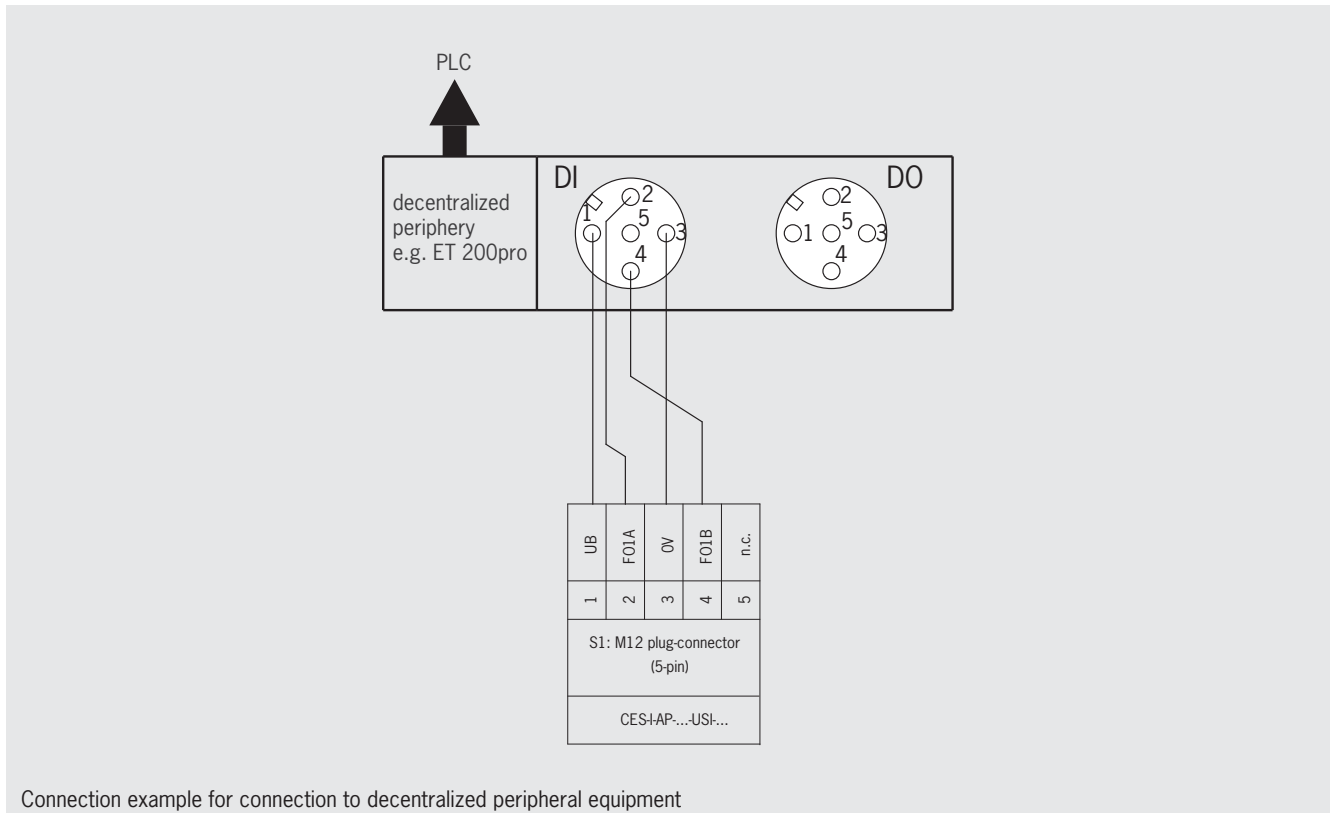 PLC
decentralized
periphery
e.g. ET 200pro
DI
DO
2
1
5
3
4
2
1
5
3
4
UB
FO1A
0V
FO1B
n.c.
1
2
3
4
5
S1: M12 plug-connector
(5-pin)
CES-I-AP-...-USI-...
Connection example for connection to decentralized peripheral equipment